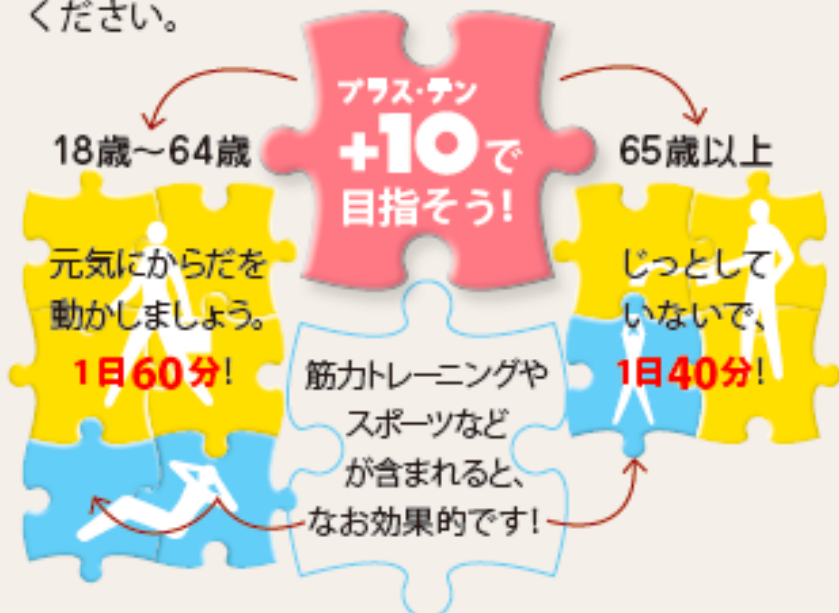 ください。
プラス・テン
+10で
目指そう!
18歳～64歳
元気にからだを
動かしましょう。
1日60分!
65歳以上
じっとして
いないで、
1日40分!
筋力トレーニングや
スポーツなど
が含まれると、
なお効果的です!